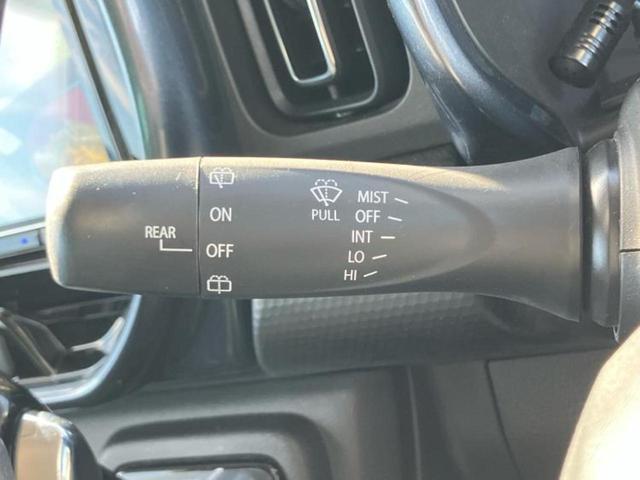 REAR
ON
OFF
PULL
MIST
OFF
INT
LO
HI